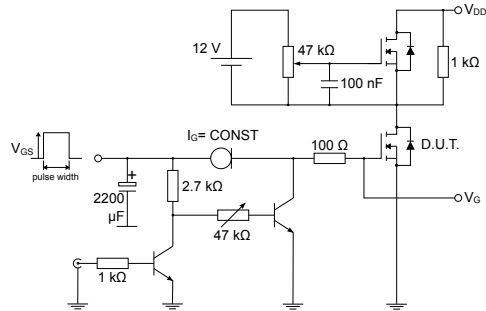 V_DD
12 V
47 kΩ
100 nF
1 kΩ
I_G= CONST
V_GS
pulse width
100 Ω
D.U.T.
+
2200
μF
2.7 kΩ
47 kΩ
V_G
1 kΩ